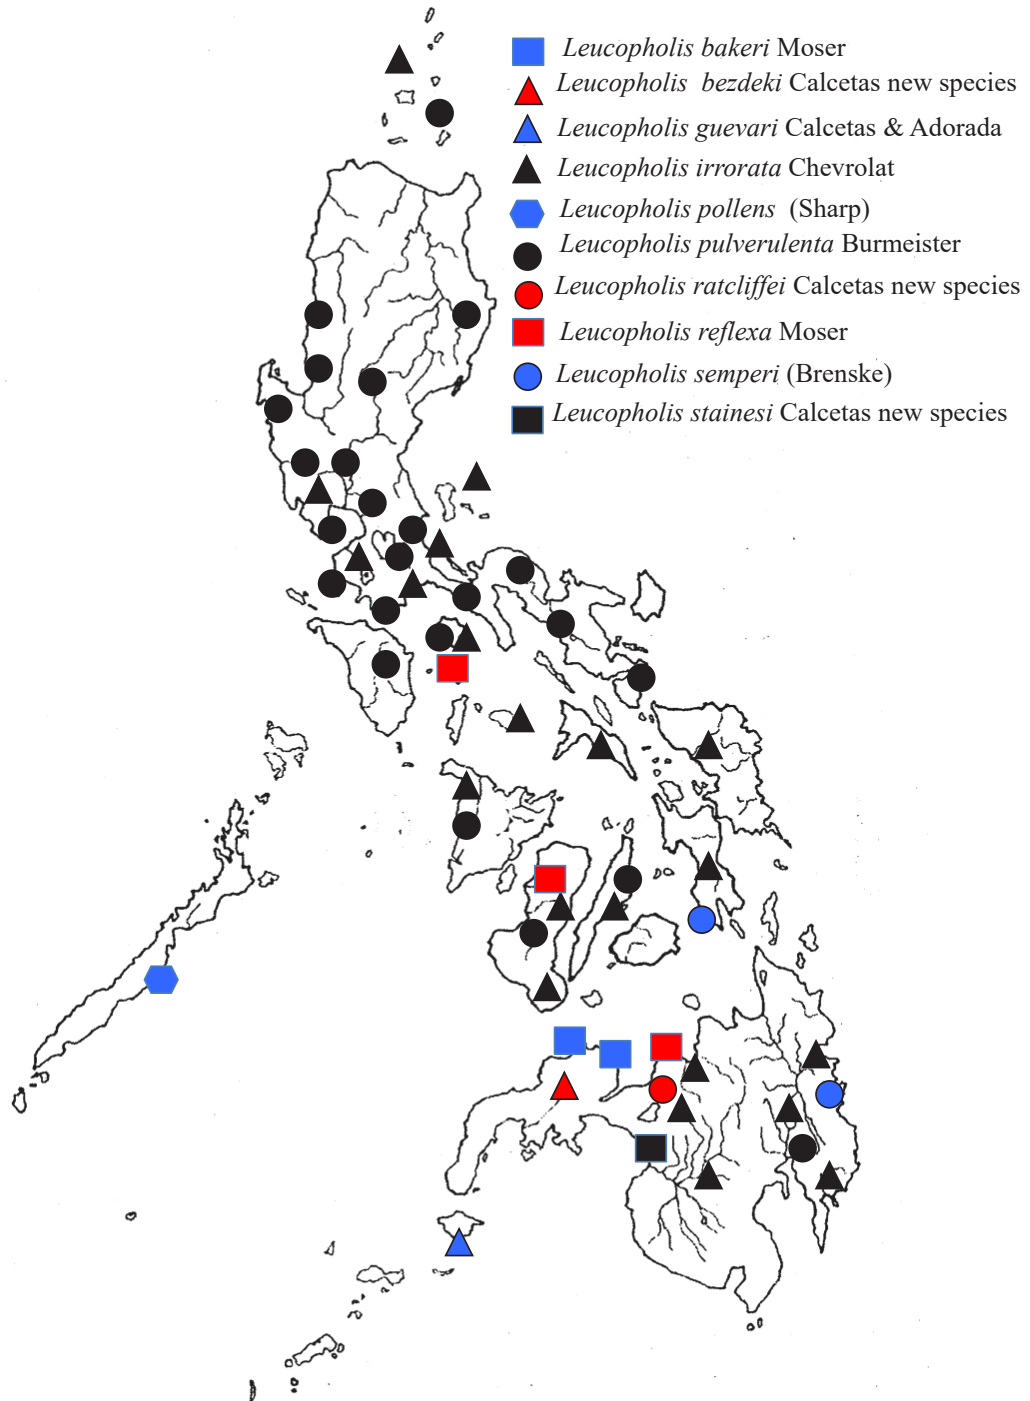 Leucopholis bakeri Moser
Leucopholis bezdeki Calcetas new species
Leucopholis guevari Calcetas & Adorada
Leucopholis irrorata Chevrolat
Leucopholis pollens (Sharp)
Leucopholis pulverulenta Burmeister
Leucopholis ratcliffei Calcetas new species
Leucopholis reflexa Moser
Leucopholis semperi (Brenske)
Leucopholis stainesi Calcetas new species